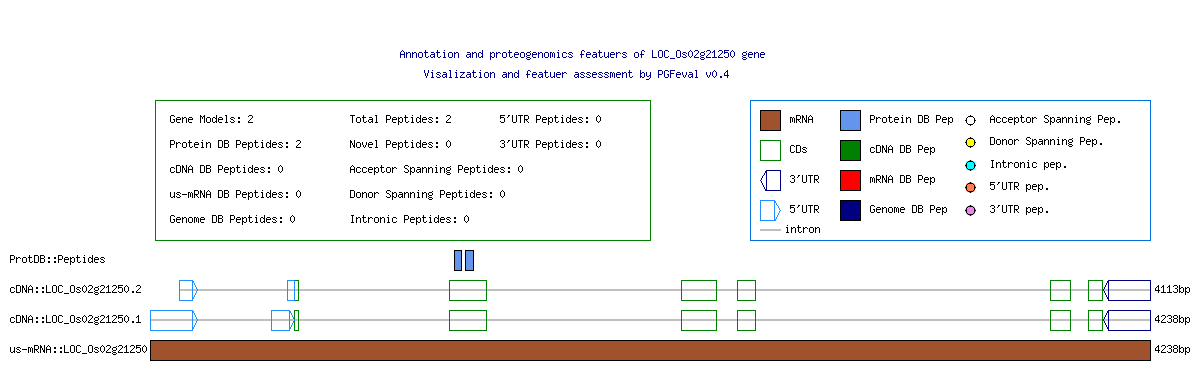 Annotation and proteogenomics featuers of LOC_Os02g21250 gene
Visalization and featuer assessment by PGFeval v0.4
Gene Models: 2 Total Peptides: 2 5'UTR Peptides: 0
Protein DB Peptides: 2 Novel Peptides: 0 3'UTR Peptides: 0
cDNA DB Peptides: 0 Acceptor Spanning Peptides: 0
us-mRNA DB Peptides: 0 Donor Spanning Peptides: 0
Genome DB Peptides: 0 Intronic Peptides: 0
mRNA Protein DB Pep Acceptor Spanning Pep.
CDs cDNA DB Pep Donor Spanning Pep.
3'UTR mRNA DB Pep Intronic pep.
5'UTR Genome DB Pep 5'UTR pep.
intron 3'UTR pep.
ProtDB::Peptides
cDNA::LOC_Os02g21250.2 4113bp
cDNA::LOC_Os02g21250.1 4238bp
us-mRNA::LOC_Os02g21250 4238bp